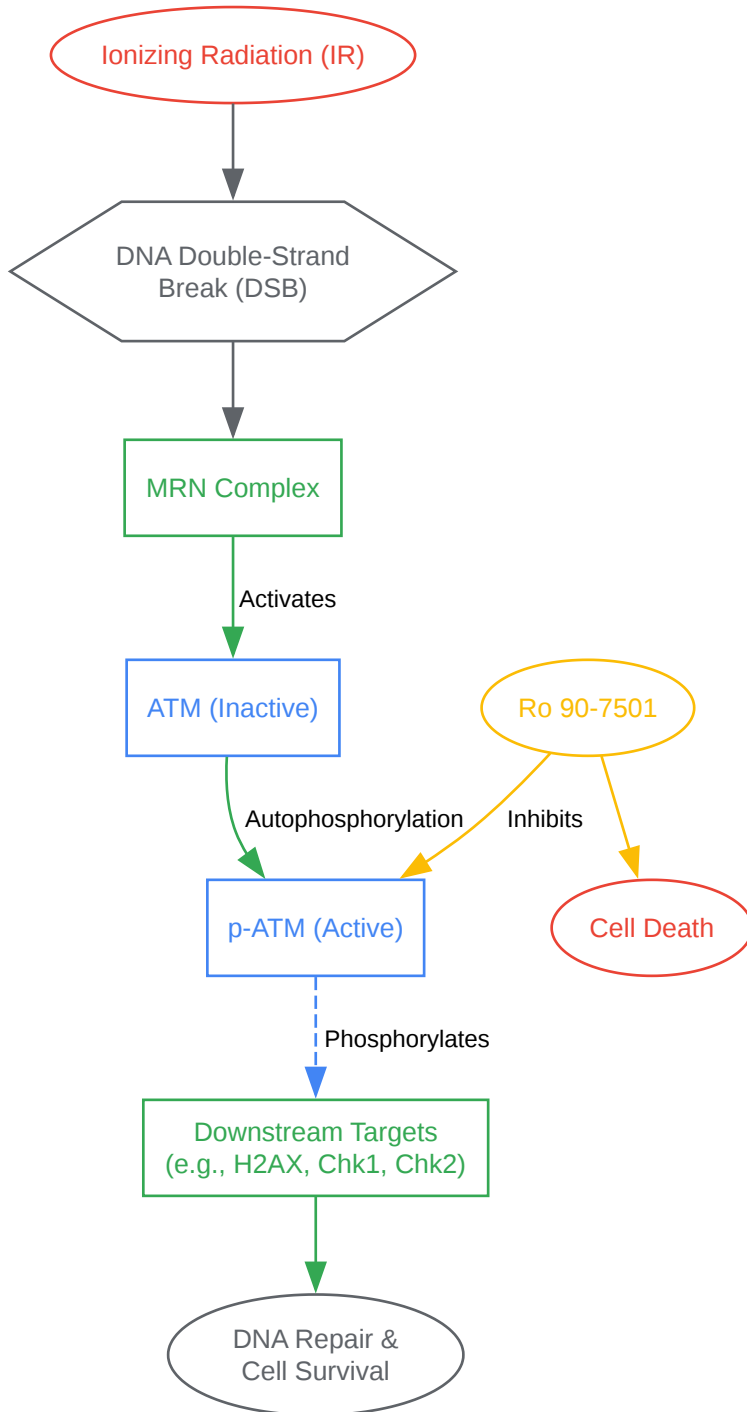 Ionizing Radiation (IR)
DNA Double-Strand
Break (DSB)
MRN Complex
Activates
ATM (Inactive)
Ro 90-7501
Autophosphorylation
Inhibits
p-ATM (Active)
Cell Death
Phosphorylates
Downstream Targets
(e.g., H2AX, Chk1, Chk2)
DNA Repair &
Cell Survival